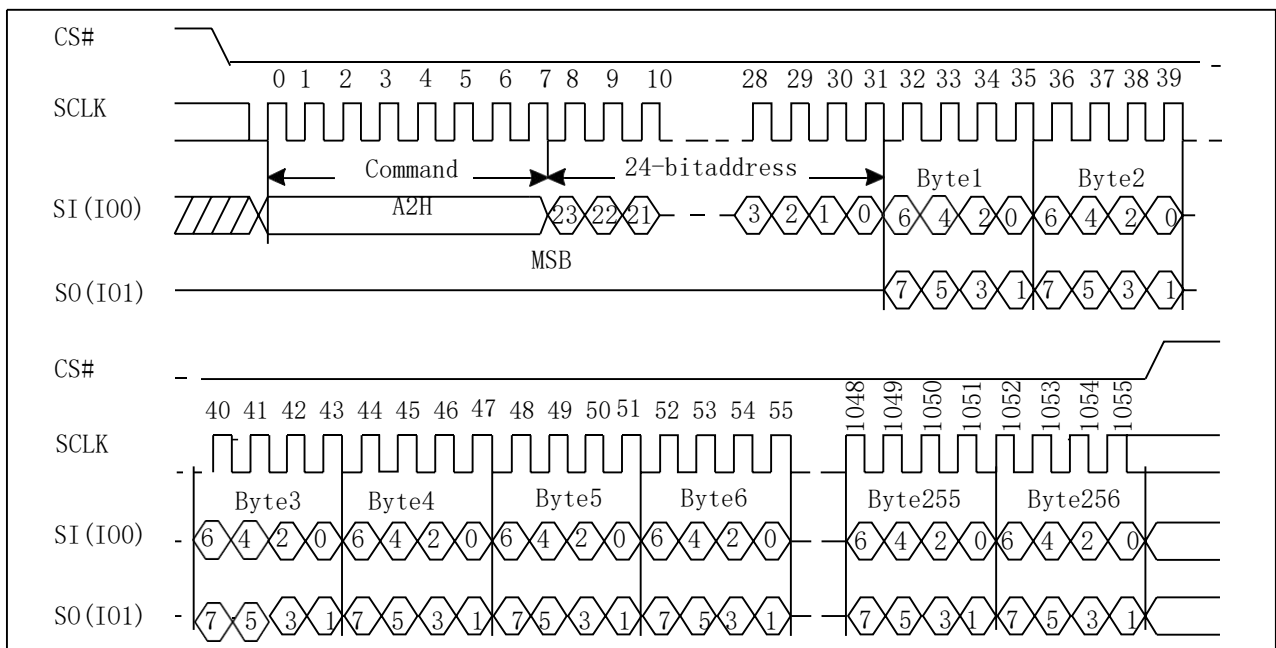 CS#
0 1 2 3 4 5 6 7 8 9 10 28 29 30 31 32 33 34 35 36 37 38 39
SCLK
Command 24-bitaddress Byte1 Byte2
SI(IO0) A2H 23 22 21 3 2 1 0 6 4 2 0 6 4 2 0
MSB
SO(IO1) 7 5 3 1 7 5 3 1
CS#
40 41 42 43 44 45 46 47 48 49 50 51 52 53 54 55 1048 1049 1050 1051 1052 1053 1054 1055
SCLK
Byte3 Byte4 Byte5 Byte6 Byte255 Byte256
SI(IO0) 6 4 2 0 6 4 2 0 6 4 2 0 6 4 2 0 6 4 2 0 6 4 2 0
SO(IO1) 7 5 3 1 7 5 3 1 7 5 3 1 7 5 3 1 7 5 3 1 7 5 3 1